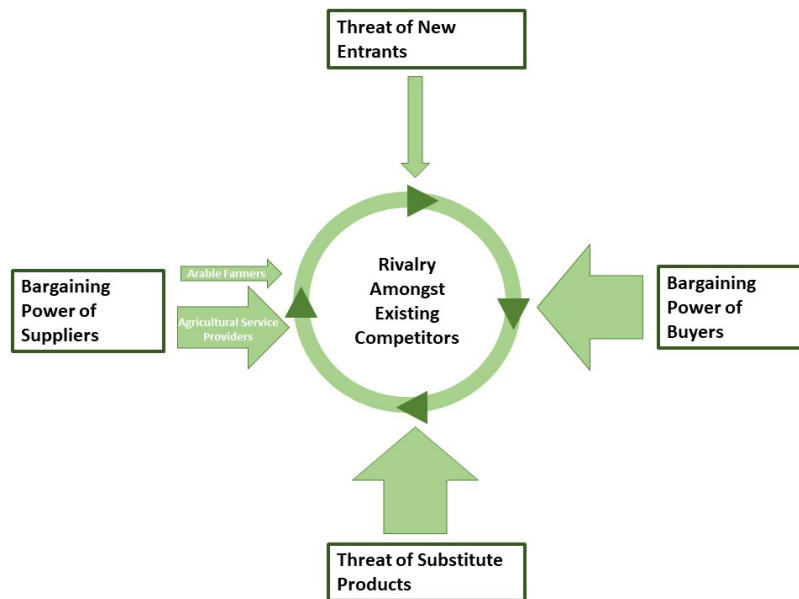 Threat of New
Entrants
Arable Farmers
Bargaining
Power of
Suppliers
Agricultural Service
Providers
Rivalry
Amongst
Existing
Competitors
Bargaining
Power of
Buyers
Threat of Substitute
Products